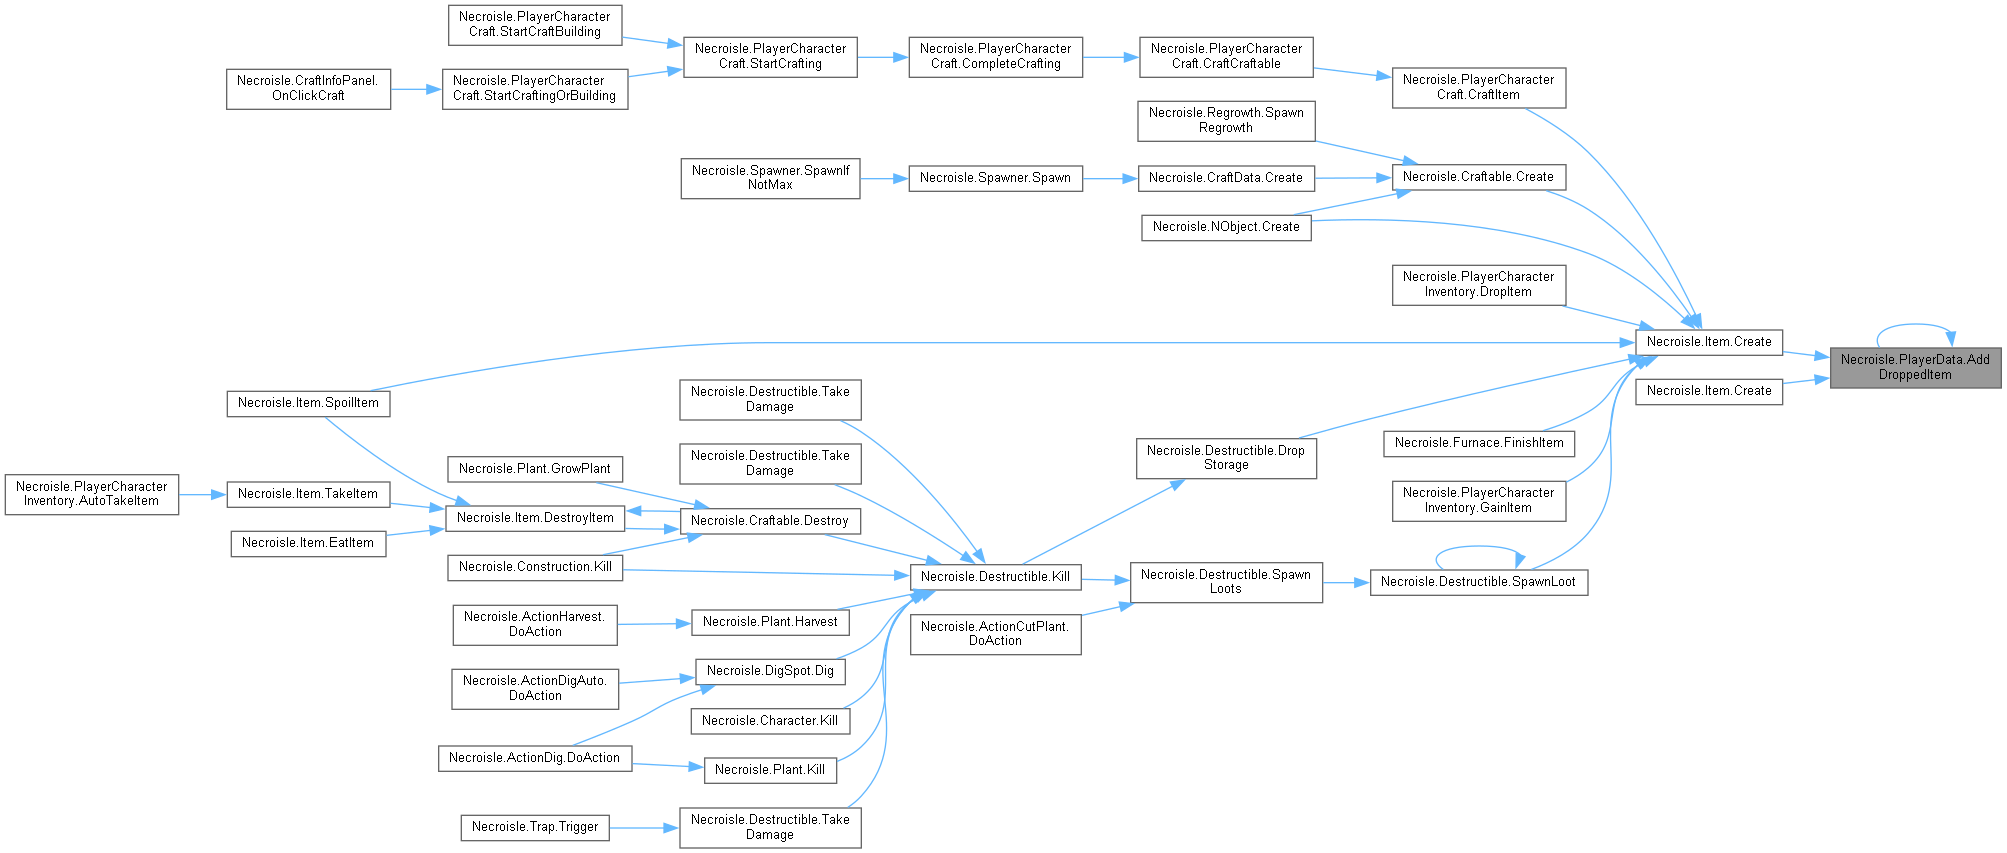 Necroisle.PlayerCharacter
Craft.StartCraftBuilding
Necroisle.CraftInfoPanel.
OnClickCraft
Necroisle.PlayerCharacter
Craft.StartCraftingOrBuilding
Necroisle.PlayerCharacter
Craft.StartCrafting
Necroisle.PlayerCharacter
Craft.CompleteCrafting
Necroisle.PlayerCharacter
Craft.CraftCraftable
Necroisle.PlayerCharacter
Craft.CraftItem
Necroisle.Regrowth.Spawn
Regrowth
Necroisle.Spawner.SpawnIf
NotMax
Necroisle.Spawner.Spawn
Necroisle.CraftData.Create
Necroisle.Craftable.Create
Necroisle.NObject.Create
Necroisle.PlayerCharacter
Inventory.DropItem
Necroisle.Item.Create
Necroisle.PlayerData.Add
DroppedItem
Necroisle.Item.Create
Necroisle.Item.SpoilItem
Necroisle.Destructible.Take
Damage
Necroisle.Destructible.Take
Damage
Necroisle.Destructible.Drop
Storage
Necroisle.Furnace.FinishItem
Necroisle.PlayerCharacter
Inventory.AutoTakeItem
Necroisle.Item.TakeItem
Necroisle.Plant.GrowPlant
Necroisle.Item.DestroyItem
Necroisle.Craftable.Destroy
Necroisle.PlayerCharacter
Inventory.GainItem
Necroisle.Item.EatItem
Necroisle.Construction.Kill
Necroisle.Destructible.Kill
Necroisle.Destructible.Spawn
Loots
Necroisle.Destructible.SpawnLoot
Necroisle.ActionHarvest.
DoAction
Necroisle.Plant.Harvest
Necroisle.ActionCutPlant.
DoAction
Necroisle.ActionDigAuto.
DoAction
Necroisle.DigSpot.Dig
Necroisle.Character.Kill
Necroisle.ActionDig.DoAction
Necroisle.Plant.Kill
Necroisle.Trap.Trigger
Necroisle.Destructible.Take
Damage